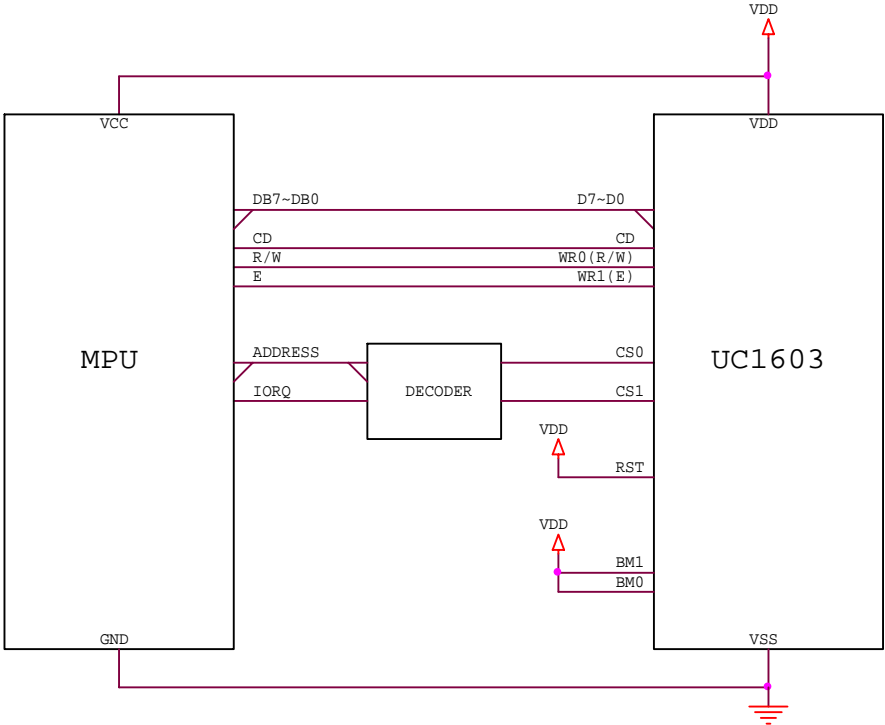 VDD
VCC VDD
DB7~DB0 D7~D0
CD CD
R/W WR0(R/W)
E WR1(E)
MPU UC1603
ADDRESS CS0
DECODER
IORQ CS1
VDD
RST
VDD
BM1
BM0
GND VSS